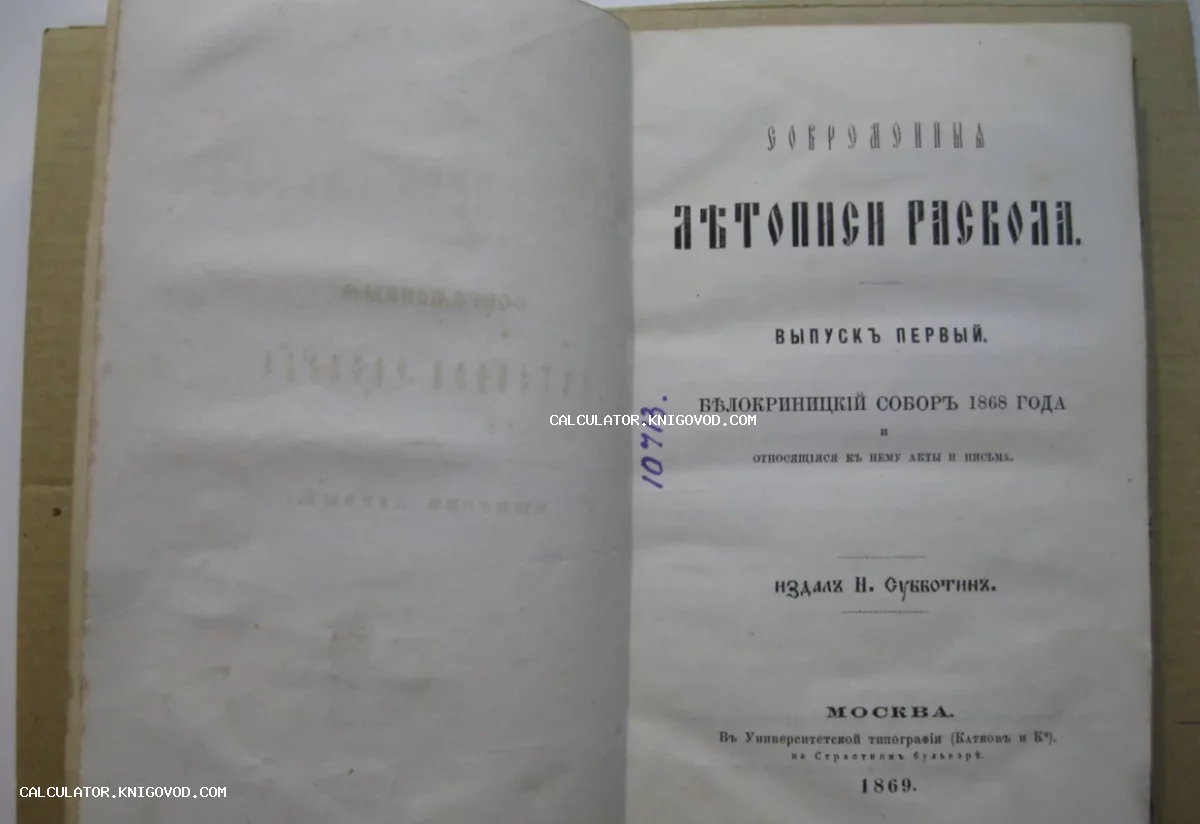 СОВРЕМЕННЫЯ
ЛѢТОПИСИ РАСКОЛА.
ВЫПУСКЪ ПЕРВЫЙ.
БѢЛОКРИНИЦКІЙ СОБОРЪ 1868 ГОДА
И
ОТНОСЯЩІЯСЯ КЪ НЕМУ АКТЫ И ПИСЬМА.
CALCULATOR.KNIGOVOD.COM
10713.
ИЗДАЛЪ Н. СУББОТИНЪ.
МОСКВА.
Въ Университетской типографіи (Катковъ и Кº).
на Страстномъ бульварѣ.
1869.
CALCULATOR.KNIGOVOD.COM